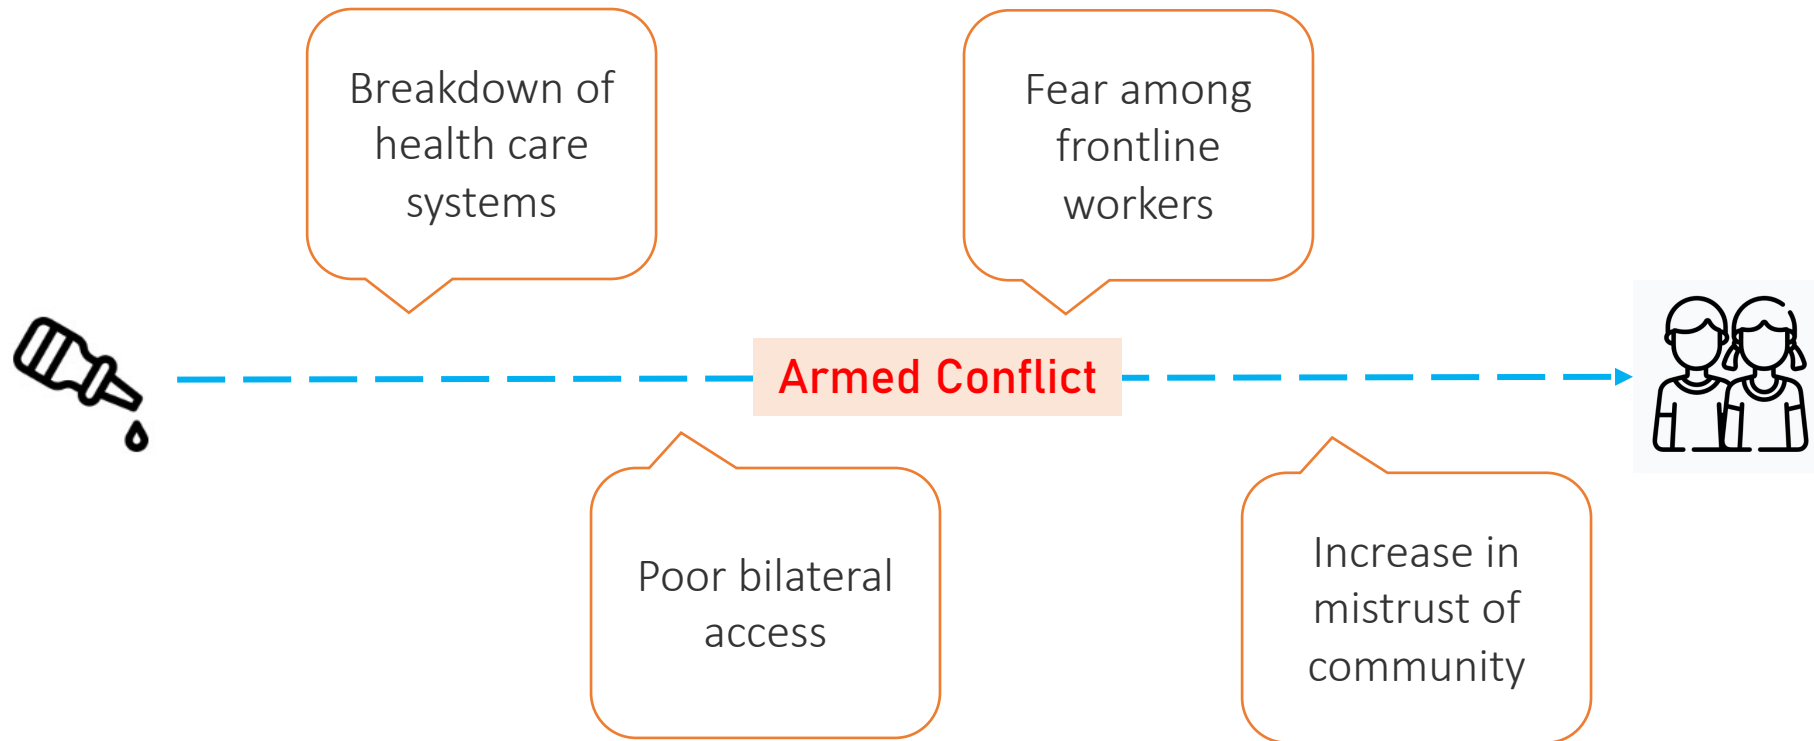 Breakdown of
health care
systems
Fear among
frontline
workers
Armed Conflict
Poor bilateral
access
Increase in
mistrust of
community